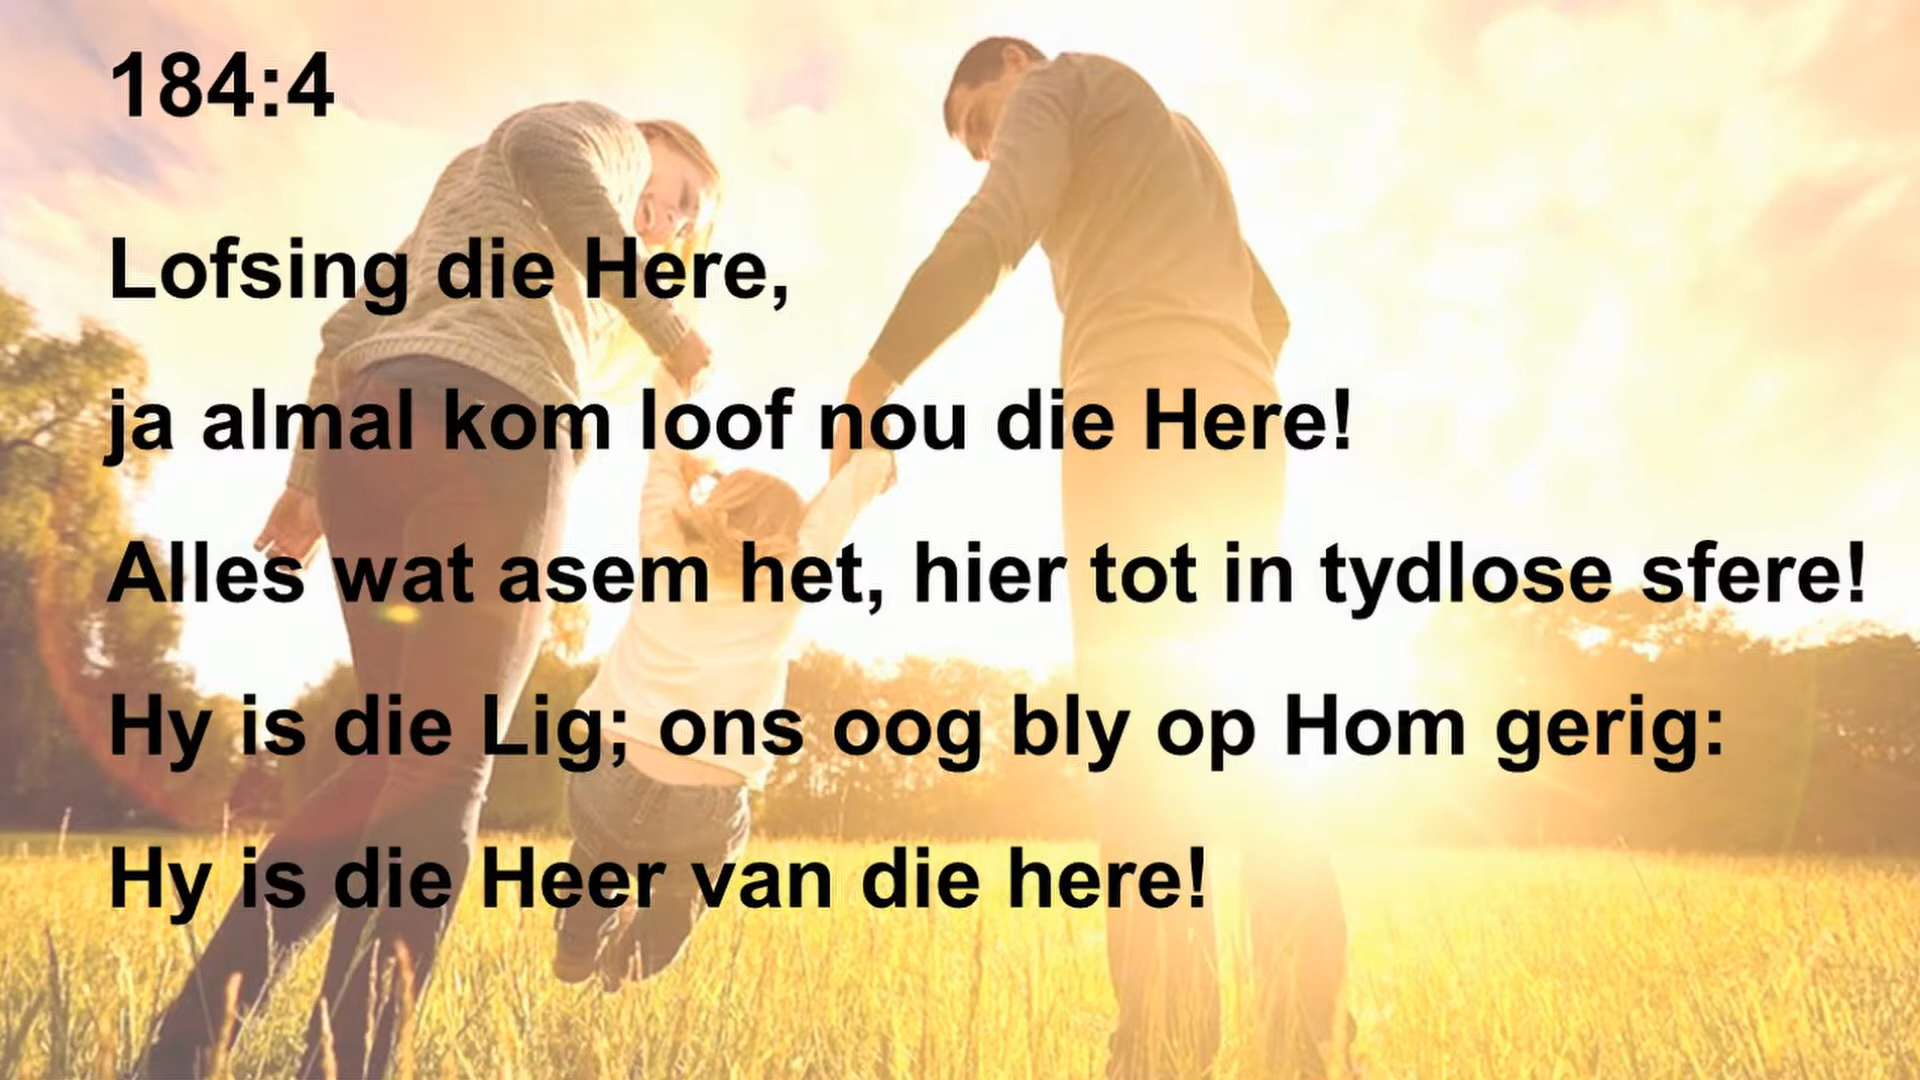 184:4
Lofsing die Here,
ja almal kom loof nou die Here!
Alles wat asem het, hier tot in tydlose sfere!
Hy is die Lig; ons oog bly op Hom gerig:
Hy is die Heer van die here!